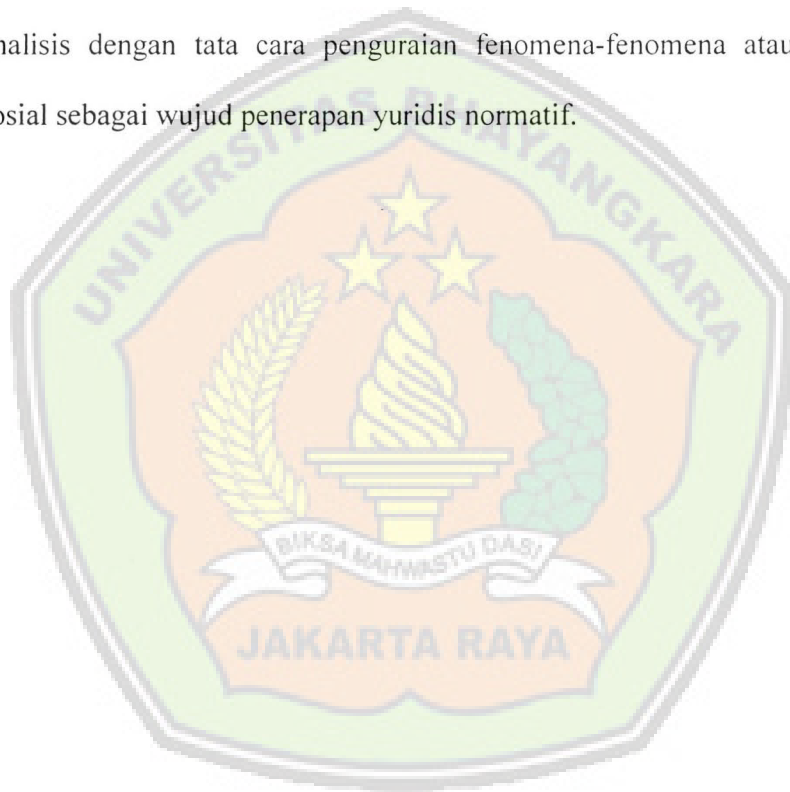 nalisis dengan tata cara penguraian fenomena-fenomena atau
osial sebagai wujud penerapan yuridis normatif.
UNIVERSITAS BHAYANGKARA
BIKSA MAHWASTU DASI
JAKARTA RAYA